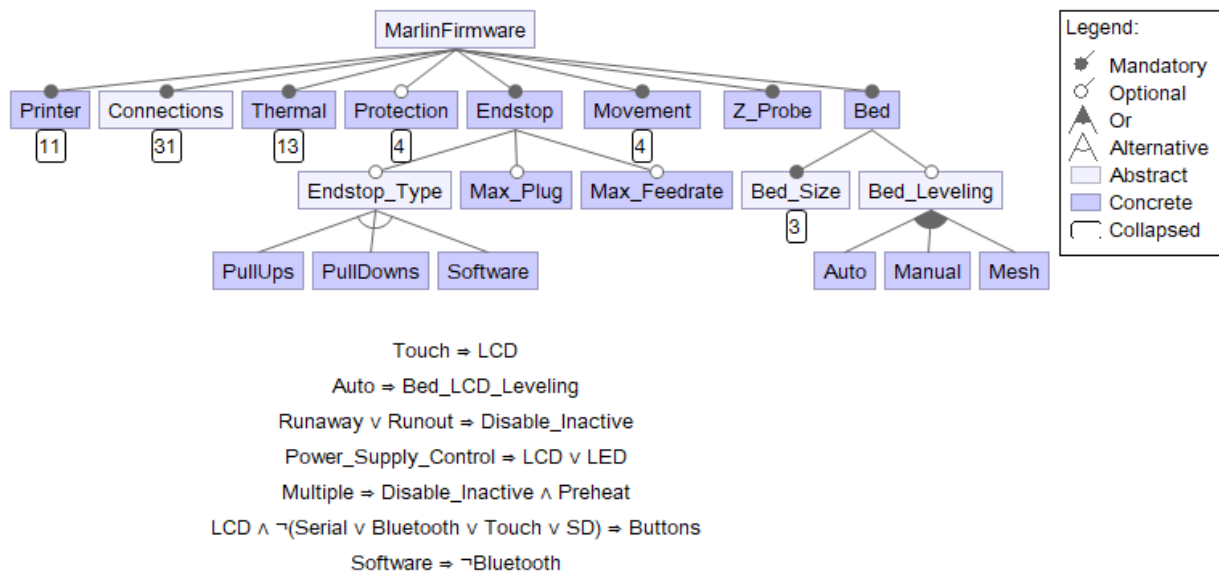 MarlinFirmware
Legend:
Mandatory
Optional
Or
Alternative
Abstract
Concrete
Collapsed
Printer Connections Thermal Protection Endstop Movement Z_Probe Bed
11 31 13 4 4
Endstop_Type Max_Plug Max_Feedrate Bed_Size Bed_Leveling
3
PullUps PullDowns Software Auto Manual Mesh
Touch ⇒ LCD
Auto ⇒ Bed_LCD_Leveling
Runaway ∨ Runout ⇒ Disable_Inactive
Power_Supply_Control ⇒ LCD ∨ LED
Multiple ⇒ Disable_Inactive ∧ Preheat
LCD ∧ ¬(Serial ∨ Bluetooth ∨ Touch ∨ SD) ⇒ Buttons
Software ⇒ ¬Bluetooth